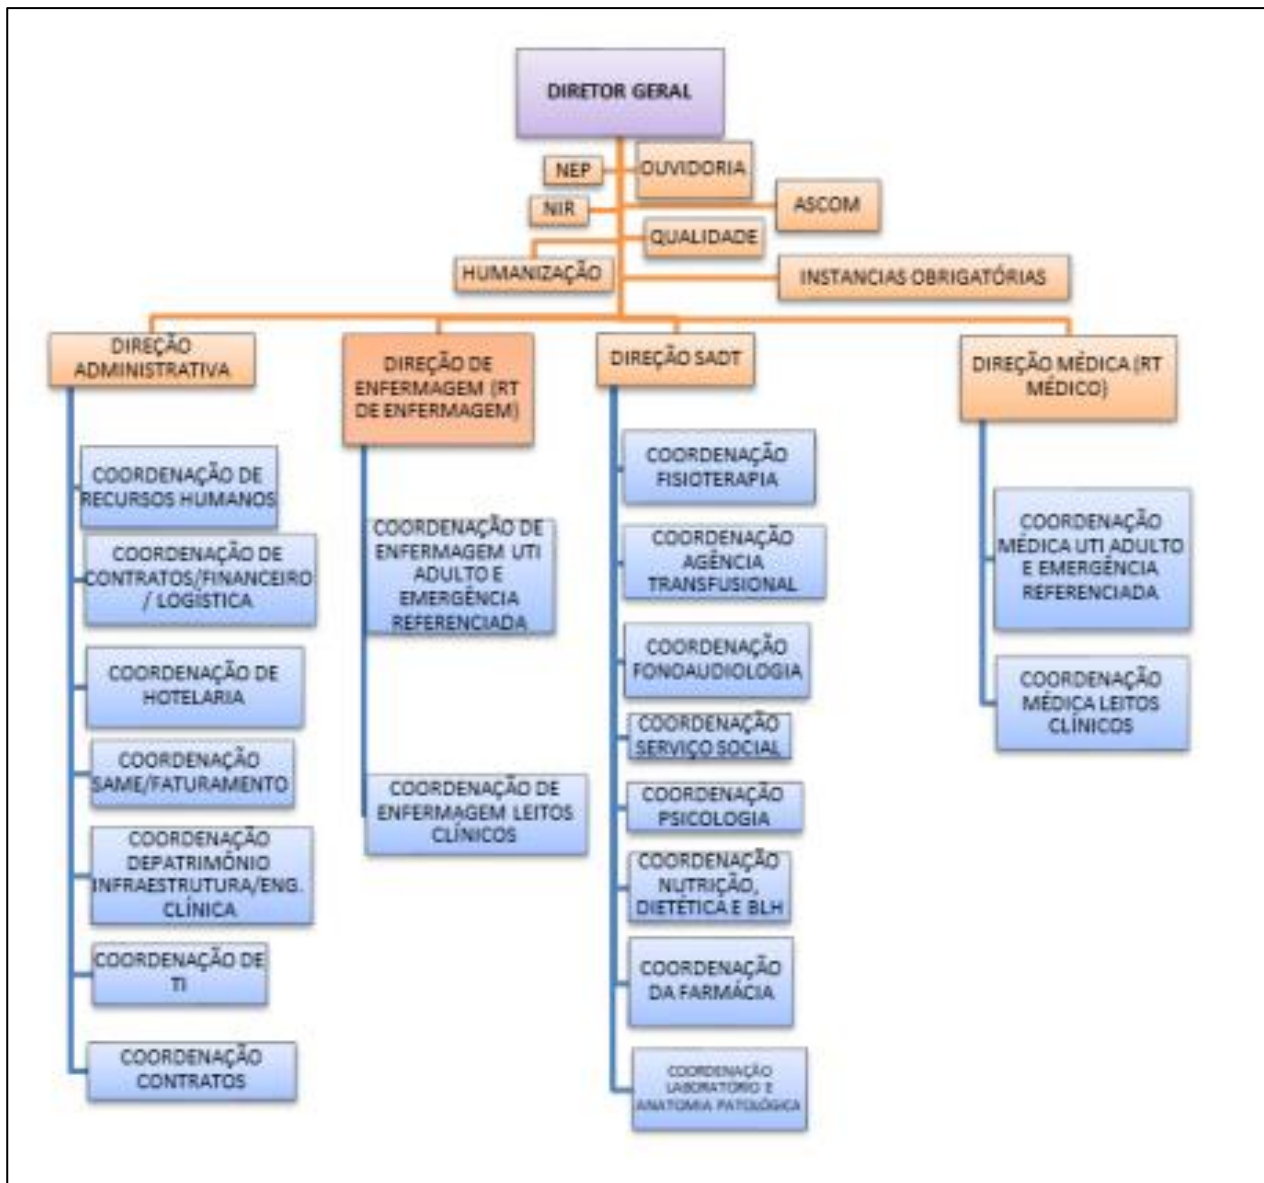 DIRETOR GERAL
NEP
OUVIDORIA
NIR
ASCOM
QUALIDADE
HUMANIZAÇÃO
INSTANCIAS OBRIGATÓRIAS
DIREÇÃO
ADMINISTRATIVA
COORDENAÇÃO DE
RECURSOS HUMANOS
COORDENAÇÃO DE
CONTRATOS/FINANCEIRO
/ LOGÍSTICA
COORDENAÇÃO DE
HOTELARIA
COORDENAÇÃO
SAME/FATURAMENTO
COORDENAÇÃO
DEPATRIMÔNIO
INFRAESTRUTURA/ENG.
CLÍNICA
COORDENAÇÃO DE
TI
COORDENAÇÃO
CONTRATOS
DIREÇÃO DE
ENFERMAGEM (RT
DE ENFERMAGEM)
COORDENAÇÃO DE
ENFERMAGEM UTI
ADULTO E
EMERGÊNCIA
REFERENCIADA
COORDENAÇÃO DE
ENFERMAGEM LEITOS
CLÍNICOS
DIREÇÃO SADT
COORDENAÇÃO
FISIOTERAPIA
COORDENAÇÃO
AGÊNCIA
TRANSFUSIONAL
COORDENAÇÃO
FONOAUDIOLOGIA
COORDENAÇÃO
SERVIÇO SOCIAL
COORDENAÇÃO
PSICOLOGIA
COORDENAÇÃO
NUTRIÇÃO,
DIETÉTICA E BLH
COORDENAÇÃO
DA FARMÁCIA
COORDENAÇÃO
LABORATÓRIO E
ANATOMIA PATOLÓGICA
DIREÇÃO MÉDICA (RT
MÉDICO)
COORDENAÇÃO
MÉDICA UTI ADULTO
E EMERGÊNCIA
REFERENCIADA
COORDENAÇÃO
MÉDICA LEITOS
CLÍNICOS